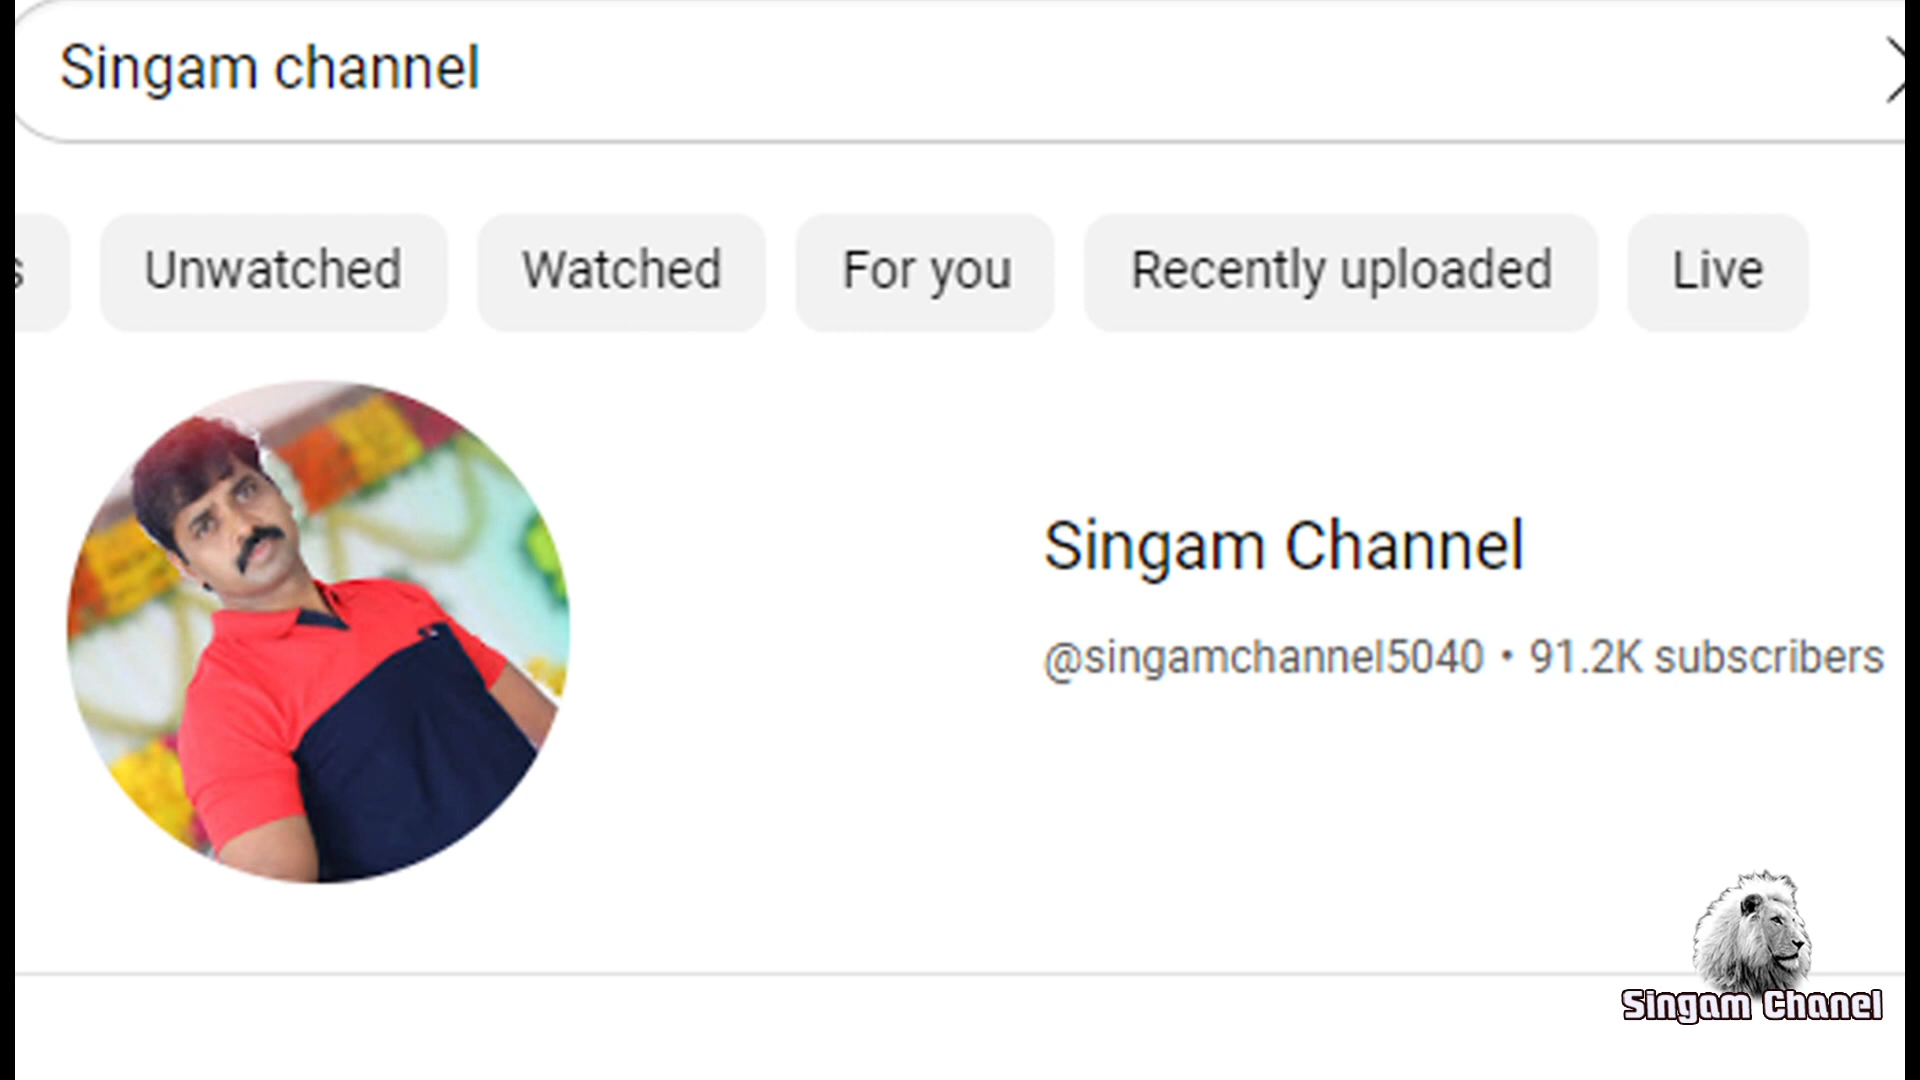 Singam channel
s
Unwatched
Watched
For you
Recently uploaded
Live
Singam Channel
@singamchannel5040 • 91.2K subscribers
Singam Chanel